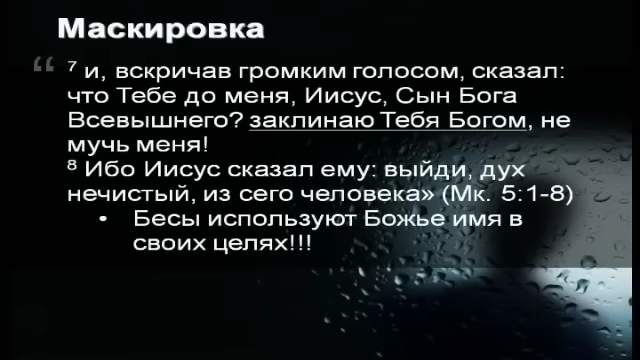 Маскировка
“ ⁷ и, вскричав громким голосом, сказал:
что Тебе до меня, Иисус, Сын Бога
Всевышнего? заклинаю Тебя Богом, не
мучь меня!
⁸ Ибо Иисус сказал ему: выйди, дух
нечистый, из сего человека» (Мк. 5:1-8)
• Бесы используют Божье имя в
своих целях!!!